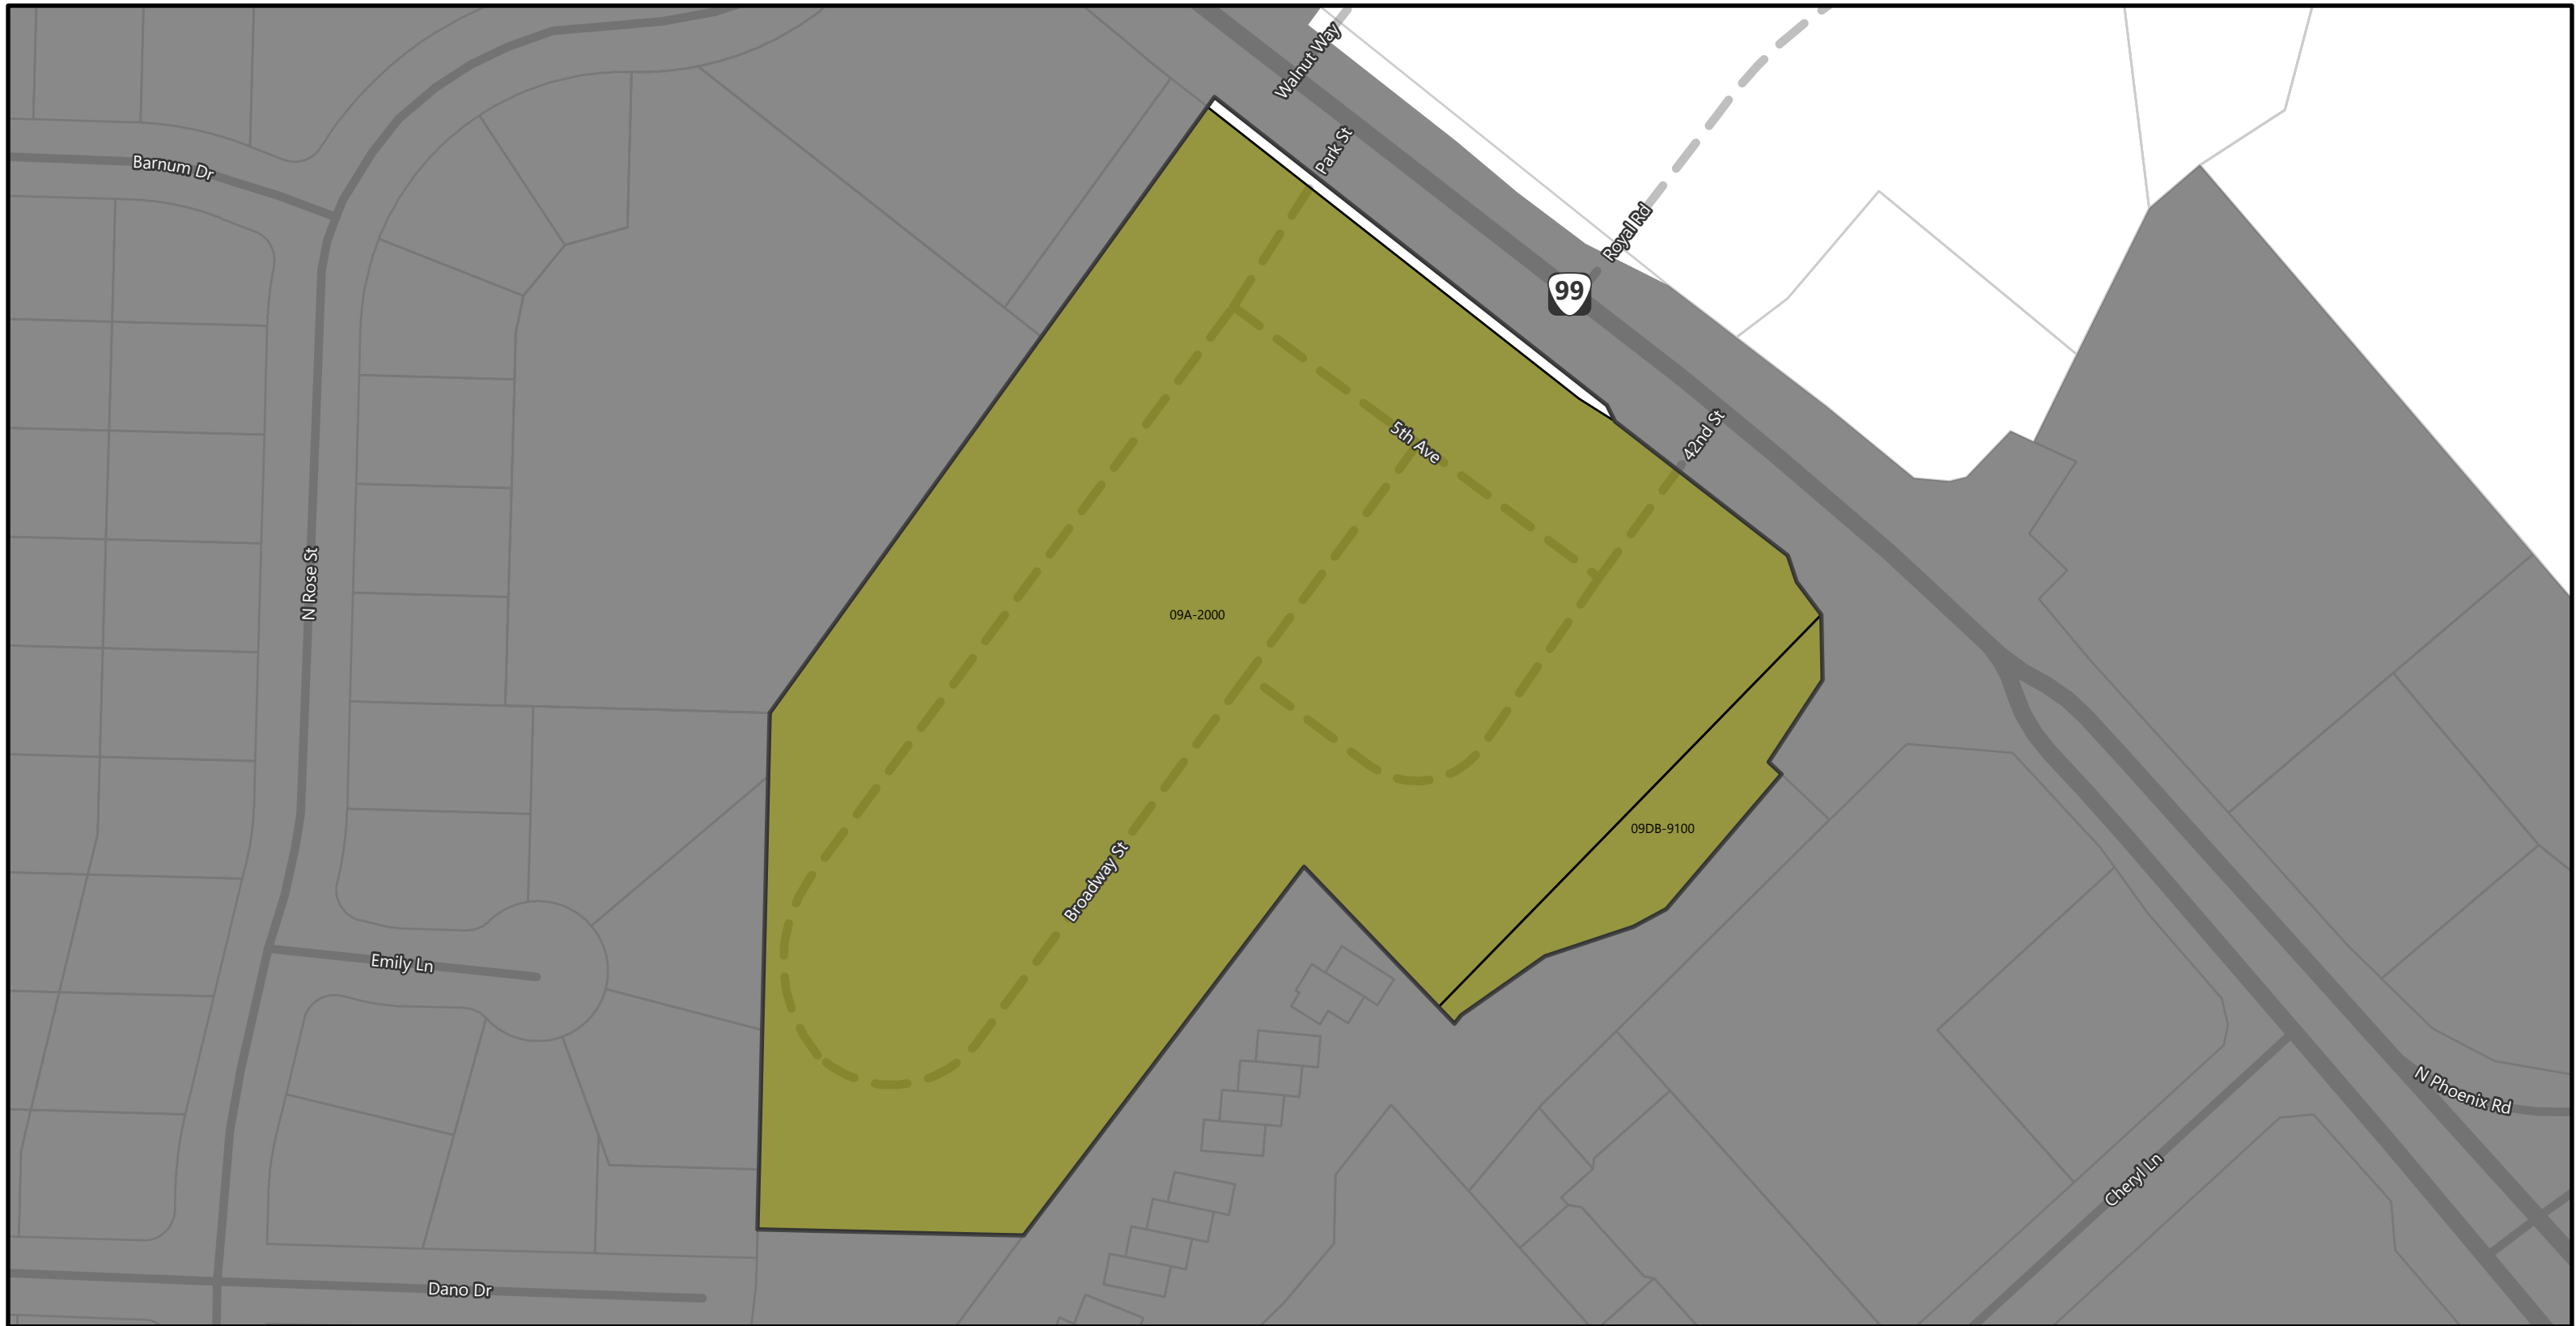 Walnut Way
Park St
Barnum Dr
Royal Rd
99
5th Ave
42nd St
N Rose St
09A-2000
09DB-9100
Broadway St
Emily Ln
N Phoenix Rd
Cheryl Ln
Dano Dr